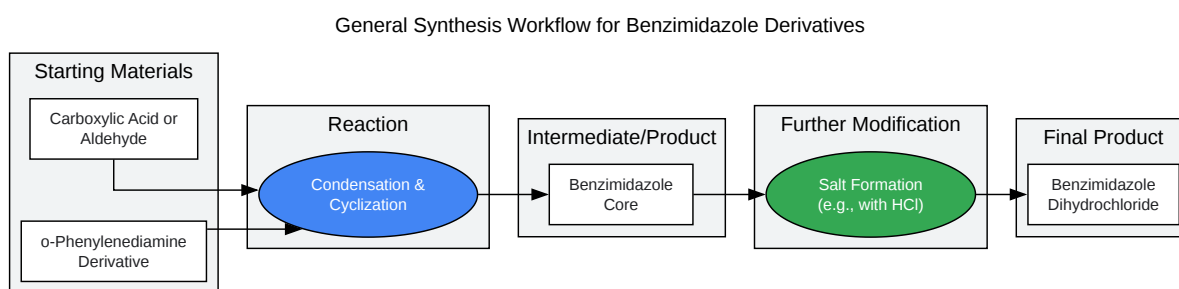 General Synthesis Workflow for Benzimidazole Derivatives
Starting Materials
Carboxylic Acid or
Aldehyde
o-Phenylenediamine
Derivative
Reaction
Condensation &
Cyclization
Intermediate/Product
Benzimidazole
Core
Further Modification
Salt Formation
(e.g., with HCl)
Final Product
Benzimidazole
Dihydrochloride